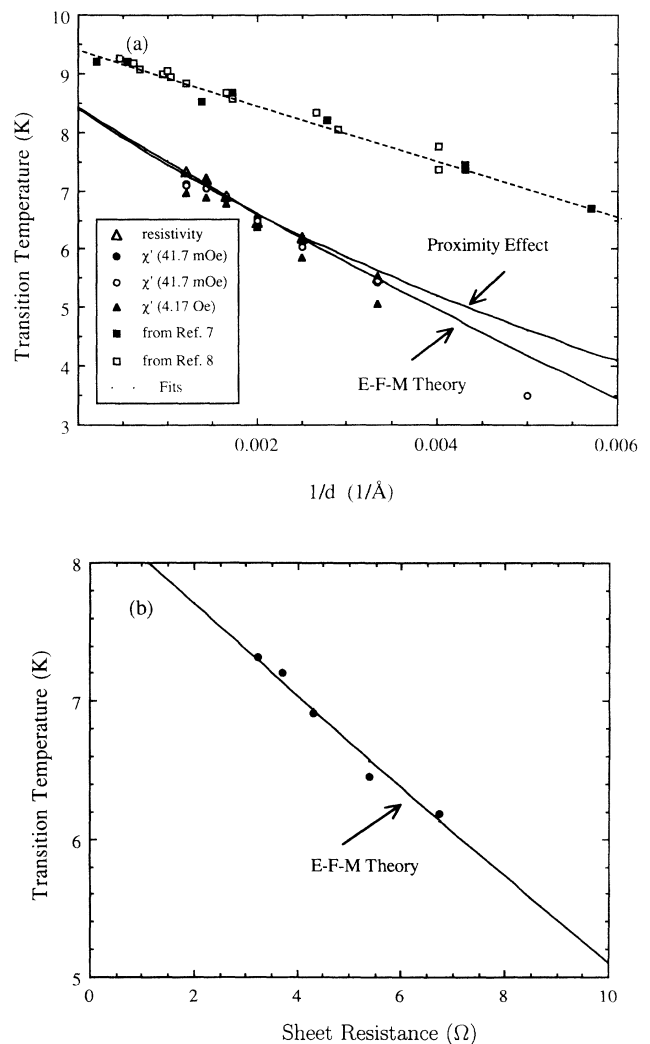 10
9
8
7
6
5
4
3
Transition Temperature (K)
(a)
resistivity
χ' (41.7 mOe)
χ' (41.7 mOe)
χ' (4.17 Oe)
from Ref. 7
from Ref. 8
Fits
Proximity Effect
E-F-M Theory
0.002
0.004
0.006
1/d (1/Å)
8
7
6
5
Transition Temperature (K)
(b)
E-F-M Theory
0
2
4
6
8
10
Sheet Resistance (Ω)